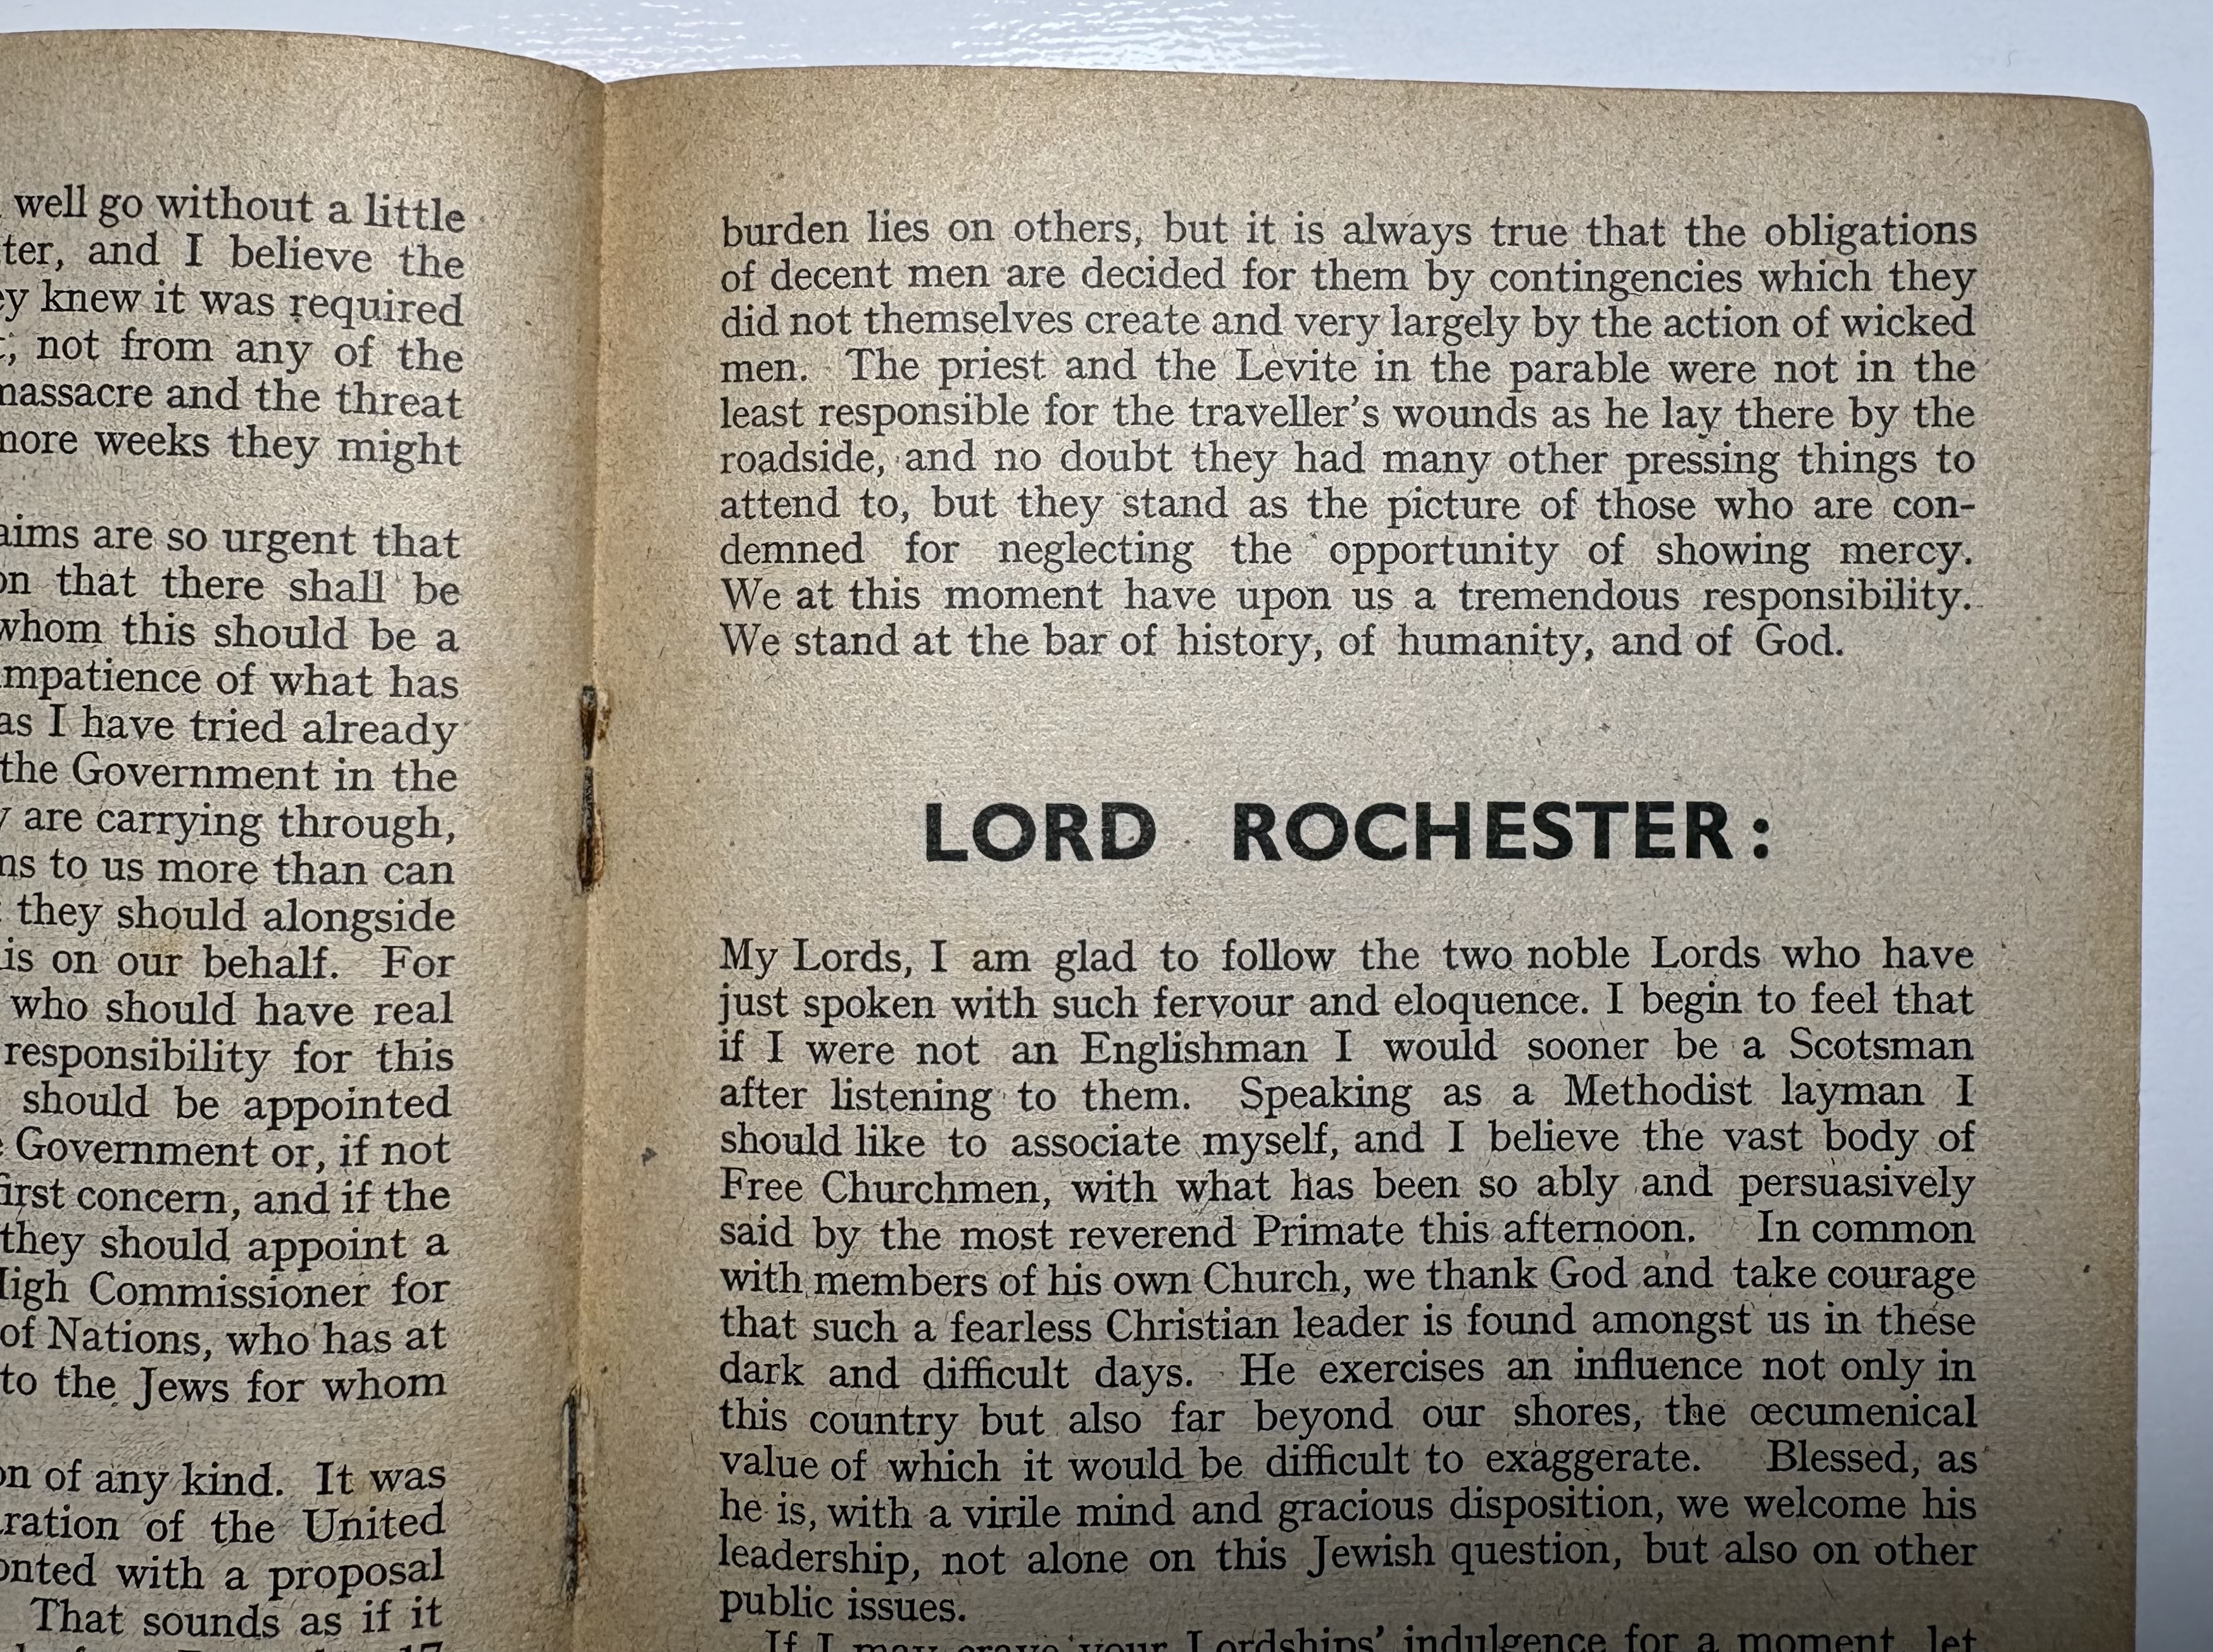 well go without a little
and I believe the
knew it was required
not from any of the
massacre and the threat
more weeks they might
are so urgent that
that there shall be
whom this should be a
impatience of what has
as I have tried already
the Government in the
are carrying through,
to us more than can
they should alongside
is on our behalf. For
who should have real
responsibility for this
should be appointed
Government or, if not
first concern, and if the
they should appoint a
High Commissioner for
of Nations, who has at
to the Jews for whom
of any kind. It was
of the United
with a proposal
That sounds as if it
burden lies on others, but it is always true that the obligations
of decent men are decided for them by contingencies which they
did not themselves create and very largely by the action of wicked
men. The priest and the Levite in the parable were not in the
least responsible for the traveller's wounds as he lay there by the
roadside, and no doubt they had many other pressing things to
attend to, but they stand as the picture of those who are con-
demned for neglecting the opportunity of showing mercy.
We at this moment have upon us a tremendous responsibility.
We stand at the bar of history, of humanity, and of God.
LORD ROCHESTER:
My Lords, I am glad to follow the two noble Lords who have
just spoken with such fervour and eloquence. I begin to feel that
if I were not an Englishman I would sooner be a Scotsman
after listening to them. Speaking as a Methodist layman I
should like to associate myself, and I believe the vast body of
Free Churchmen, with what has been so ably and persuasively
said by the most reverend Primate this afternoon. In common
with members of his own Church, we thank God and take courage
that such a fearless Christian leader is found amongst us in these
dark and difficult days. He exercises an influence not only in
this country but also far beyond our shores, the œcumenical
value of which it would be difficult to exaggerate. Blessed, as
he is, with a virile mind and gracious disposition, we welcome his
leadership, not alone on this Jewish question, but also on other
public issues.
If I may crave your Lordships' indulgence for a moment, let